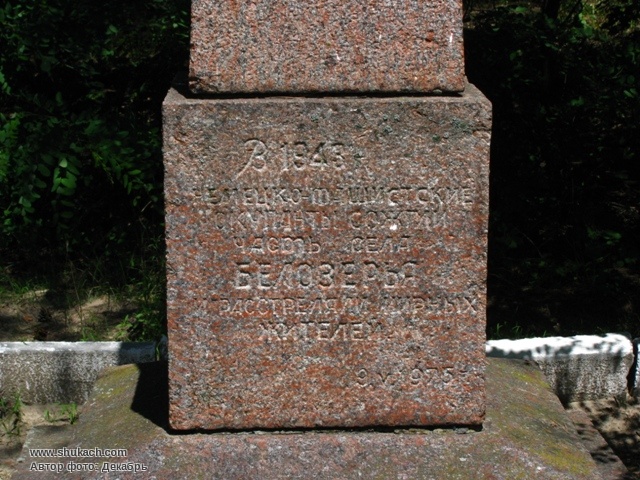 В 1943 г.
НЕМЕЦКО-ФАШИСТСКИЕ
ОККУПАНТЫ СОЖГЛИ
ЧАСТЬ СЕЛА
БЕЛОЗЕРЬЯ
И РАССТРЕЛЯЛИ МИРНЫХ
ЖИТЕЛЕЙ
9.V.1975 г.
www.shukach.com
Автор фото: Декабрь